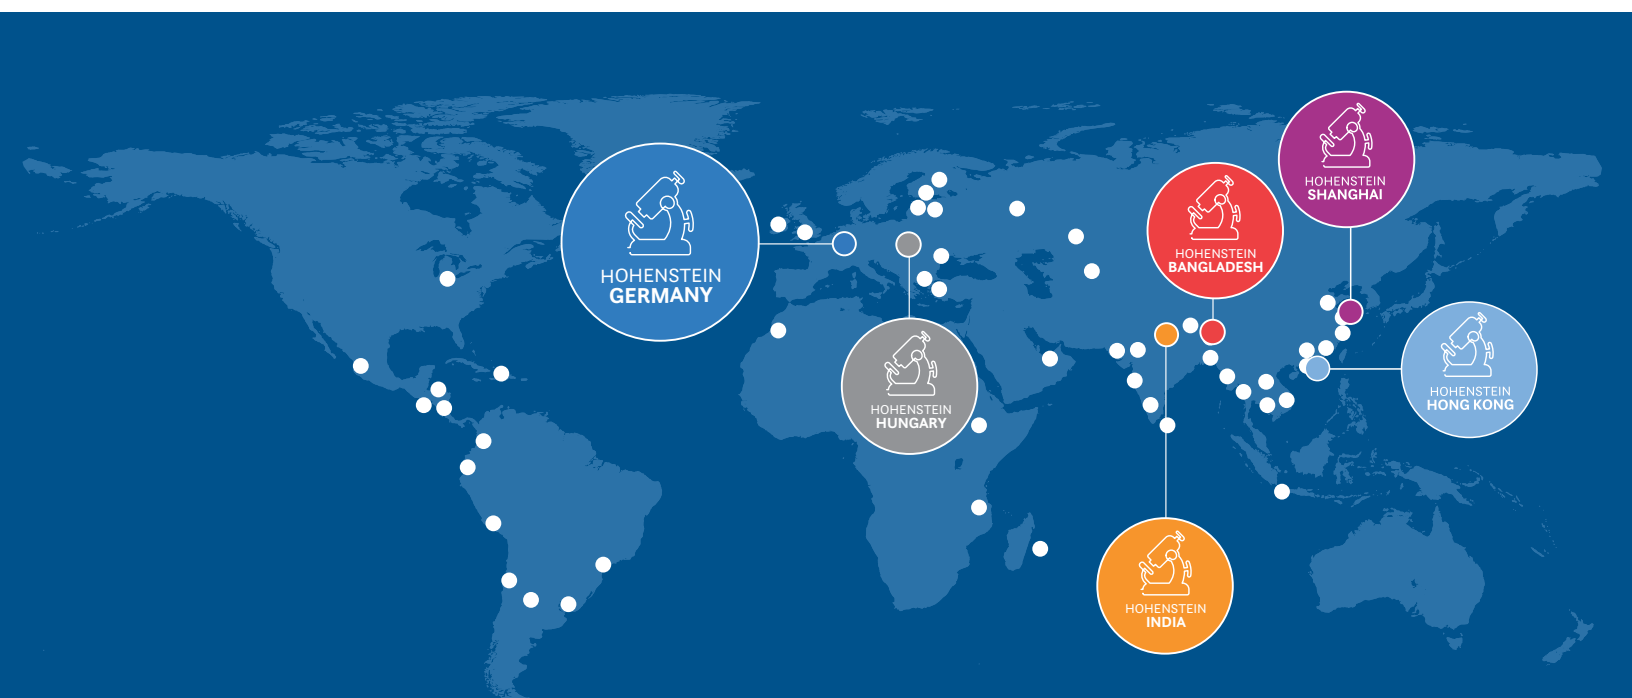 HOHENSTEIN
SHANGHAI
HOHENSTEIN
BANGLADESH
HOHENSTEIN
GERMANY
HOHENSTEIN
HONG KONG
HOHENSTEIN
HUNGARY
HOHENSTEIN
INDIA